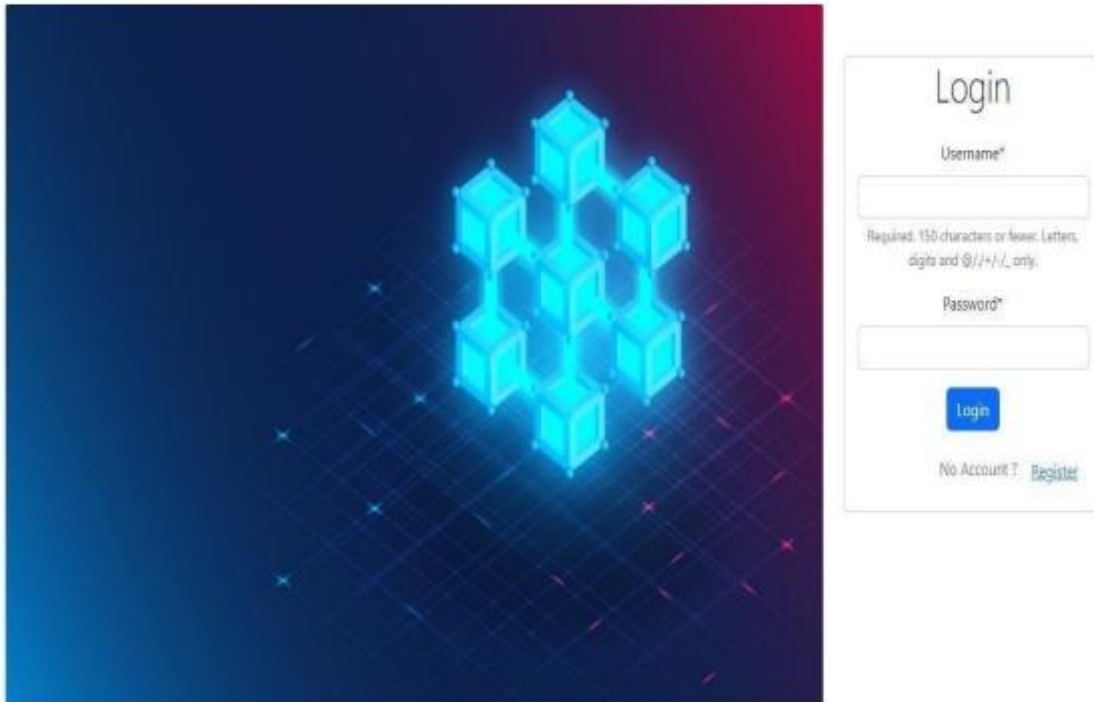 Login
Username*
Required. 150 characters or fewer. Letters,
digits and @/./+/-/_ only.
Password*
Login
No Account ? Register